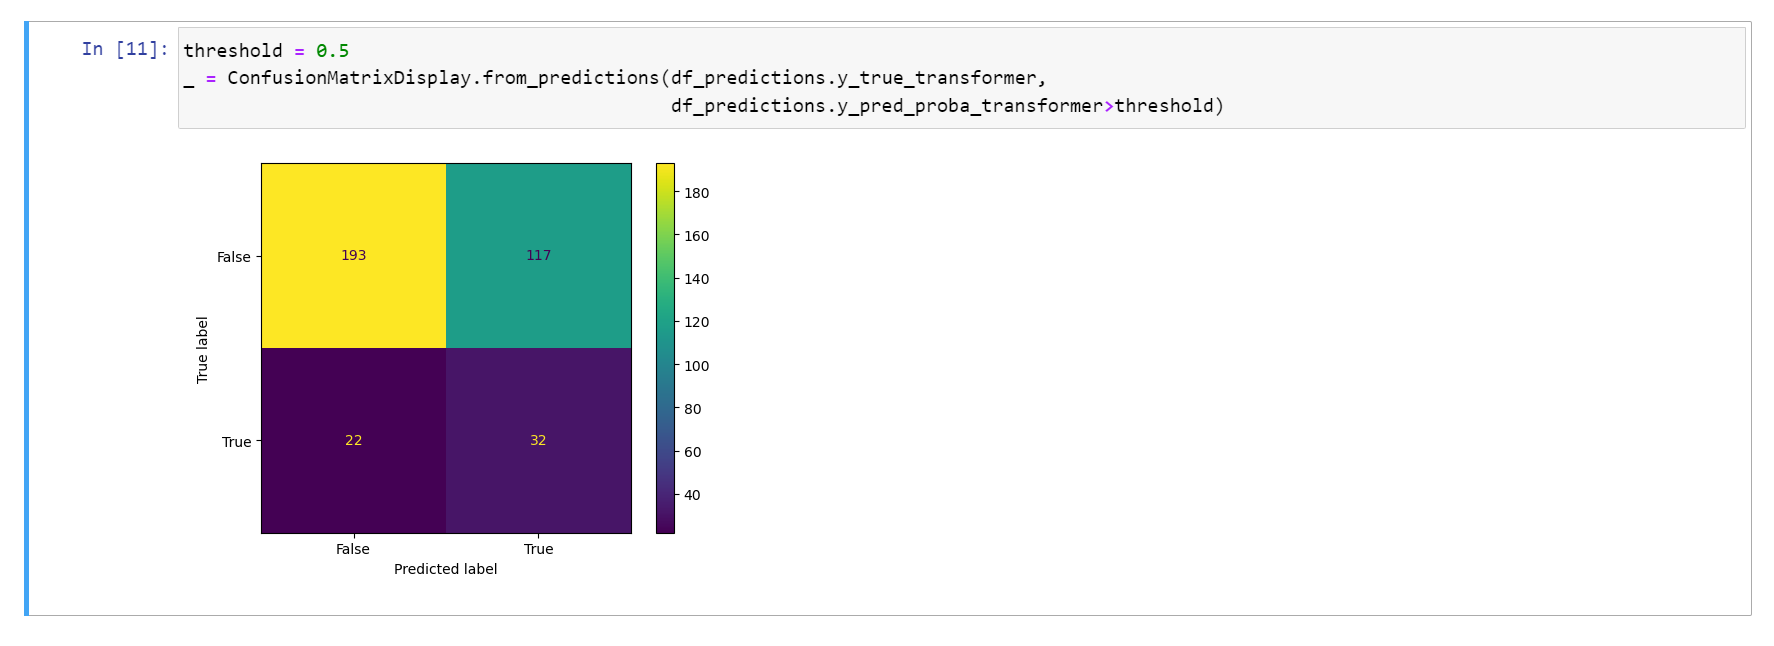 In [11]:
threshold = 0.5
_ = ConfusionMatrixDisplay.from_predictions(df_predictions.y_true_transformer,
df_predictions.y_pred_proba_transformer>threshold)
193
117
22
32
False
True
True label
False
True
Predicted label
180
160
140
120
100
80
60
40